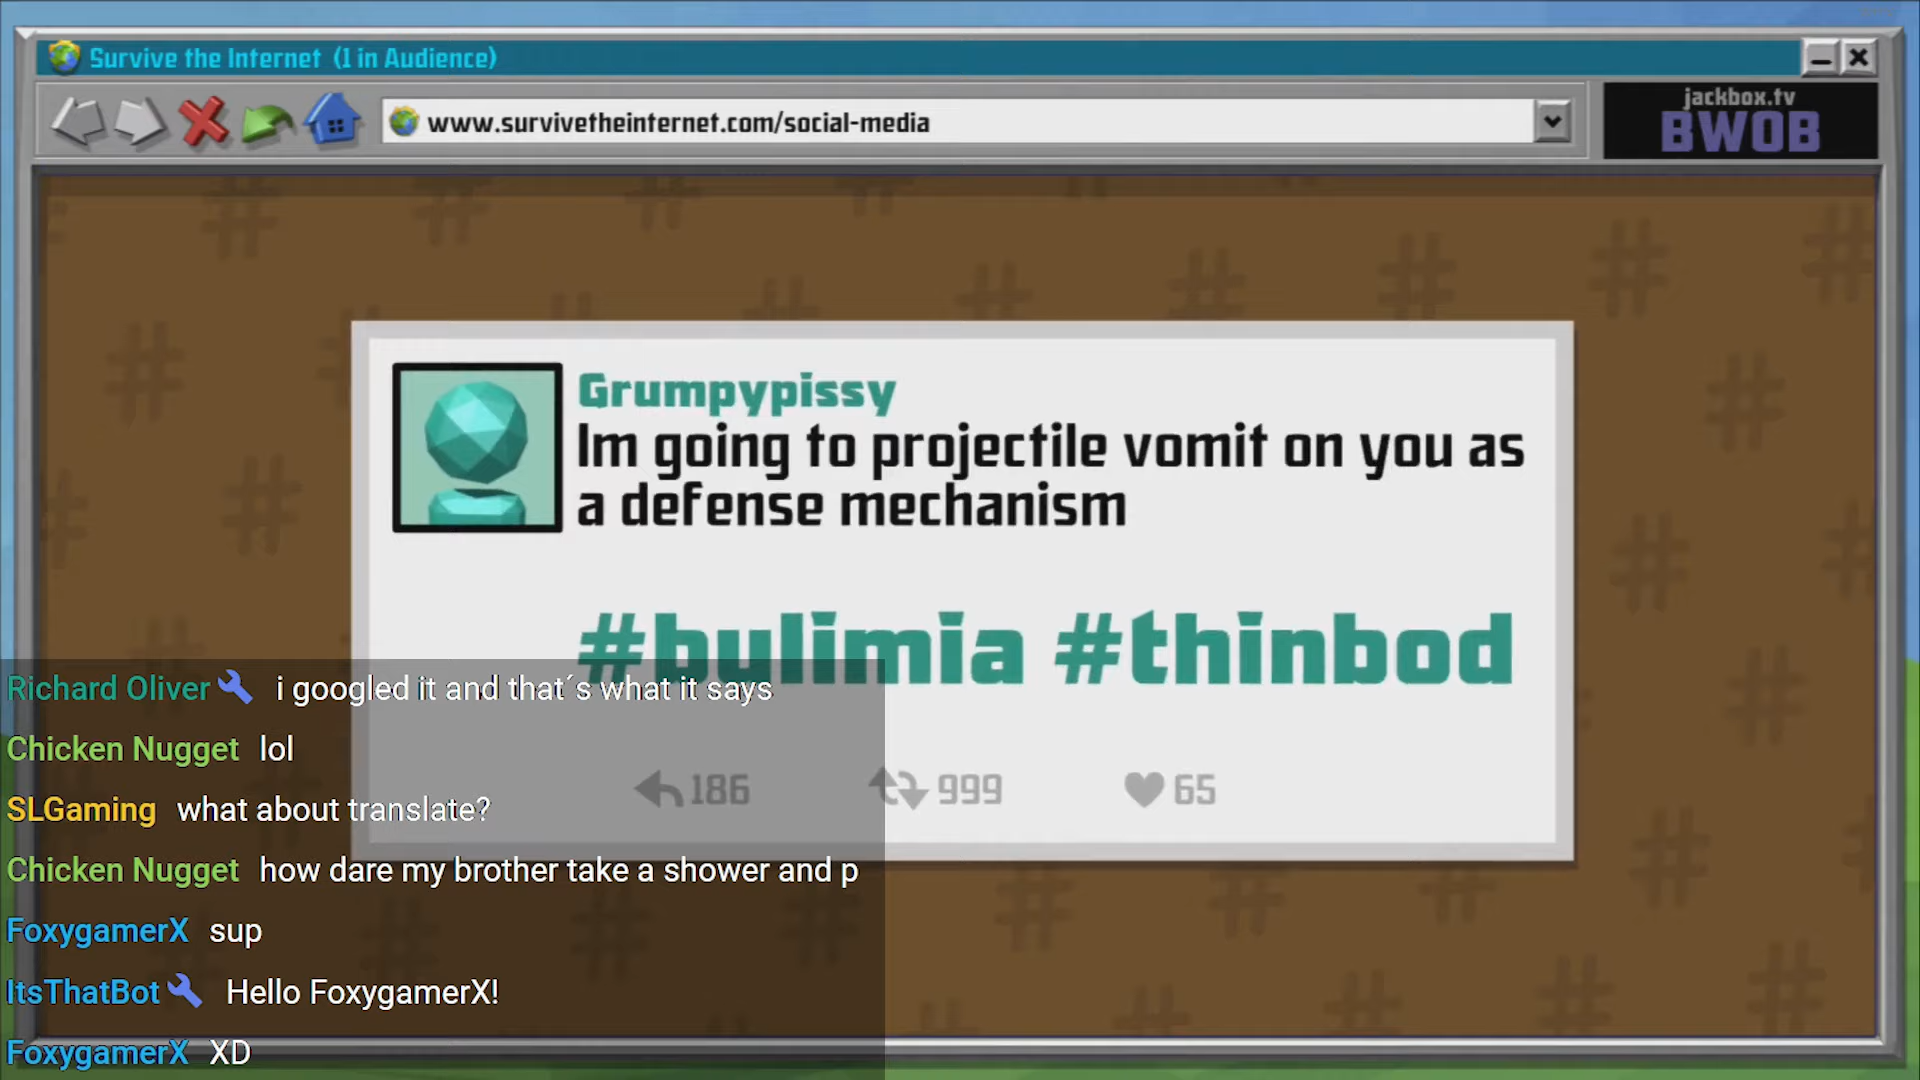 Survive the Internet (1 in Audience)
www.survivetheinternet.com/social-media
jackbox.tv
BWOB
Grumpypissy
Im going to projectile vomit on you as
a defense mechanism
#bulimia #thinbod
186 999 65
Richard Oliver i googled it and that´s what it says
Chicken Nugget lol
SLGaming what about translate?
Chicken Nugget how dare my brother take a shower and p
FoxygamerX sup
ItsThatBot Hello FoxygamerX!
FoxygamerX XD